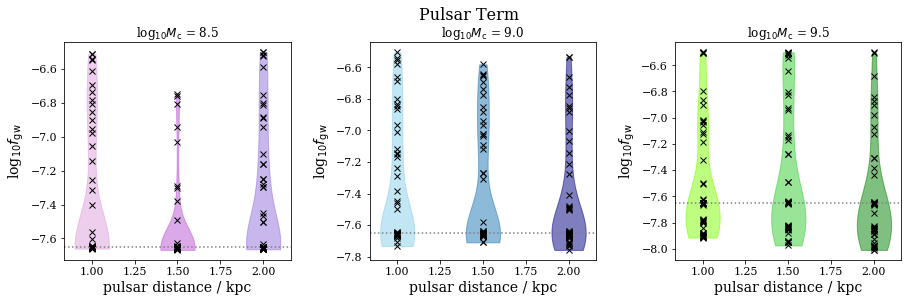 Pulsar Term
log₁₀M_c = 8.5
log₁₀f_gw
−6.6
−6.8
−7.0
−7.2
−7.4
−7.6
1.00 1.25 1.50 1.75 2.00
pulsar distance / kpc
log₁₀M_c = 9.0
log₁₀f_gw
−6.6
−6.8
−7.0
−7.2
−7.4
−7.6
−7.8
1.00 1.25 1.50 1.75 2.00
pulsar distance / kpc
log₁₀M_c = 9.5
log₁₀f_gw
−6.6
−6.8
−7.0
−7.2
−7.4
−7.6
−7.8
−8.0
1.00 1.25 1.50 1.75 2.00
pulsar distance / kpc